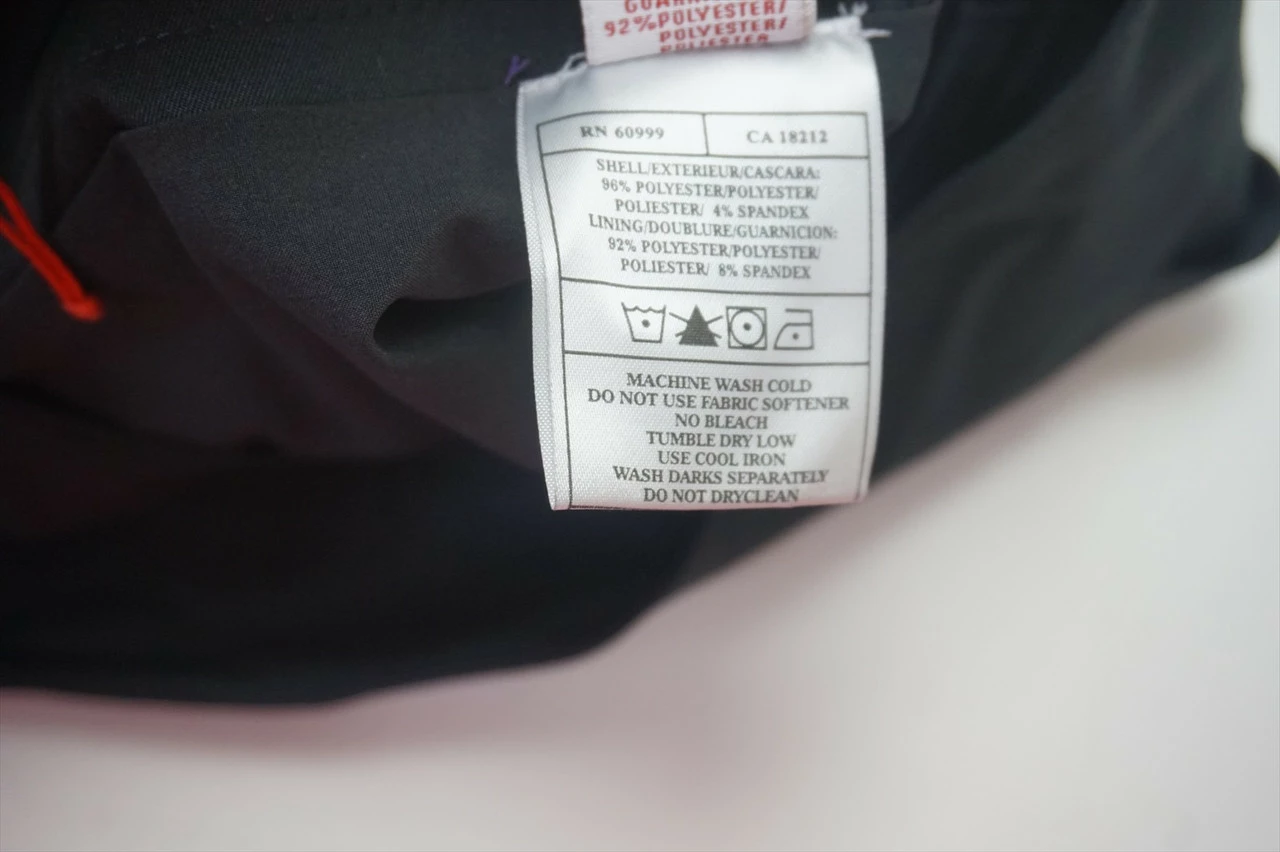 92%POLYESTER/
POLYESTER/
POLIESTER
RN 60999
CA 18212
SHELL/EXTERIEUR/CASCARA:
96% POLYESTER/POLYESTER/
POLIESTER/ 4% SPANDEX
LINING/DOUBLURE/GUARNICION:
92% POLYESTER/POLYESTER/
POLIESTER/ 8% SPANDEX
MACHINE WASH COLD
DO NOT USE FABRIC SOFTENER
NO BLEACH
TUMBLE DRY LOW
USE COOL IRON
WASH DARKS SEPARATELY
DO NOT DRYCLEAN